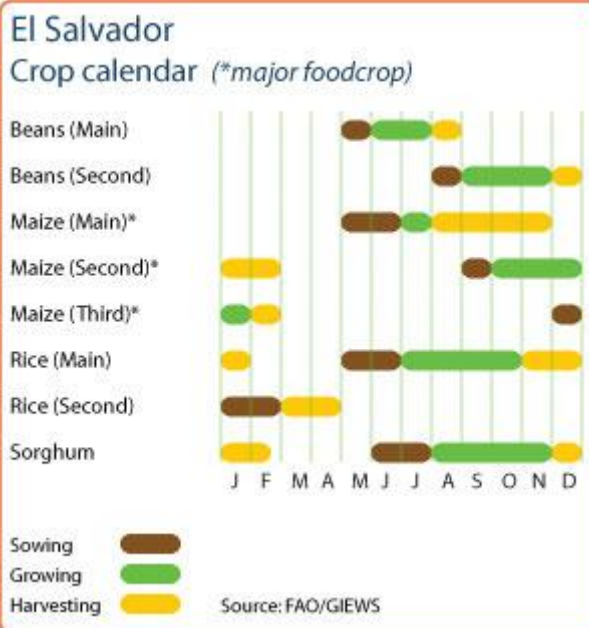 El Salvador
Crop calendar (*major foodcrop)
Beans (Main)
Beans (Second)
Maize (Main)*
Maize (Second)*
Maize (Third)*
Rice (Main)
Rice (Second)
Sorghum
J F M A M J J A S O N D
Sowing
Growing
Harvesting
Source: FAO/GIEWS